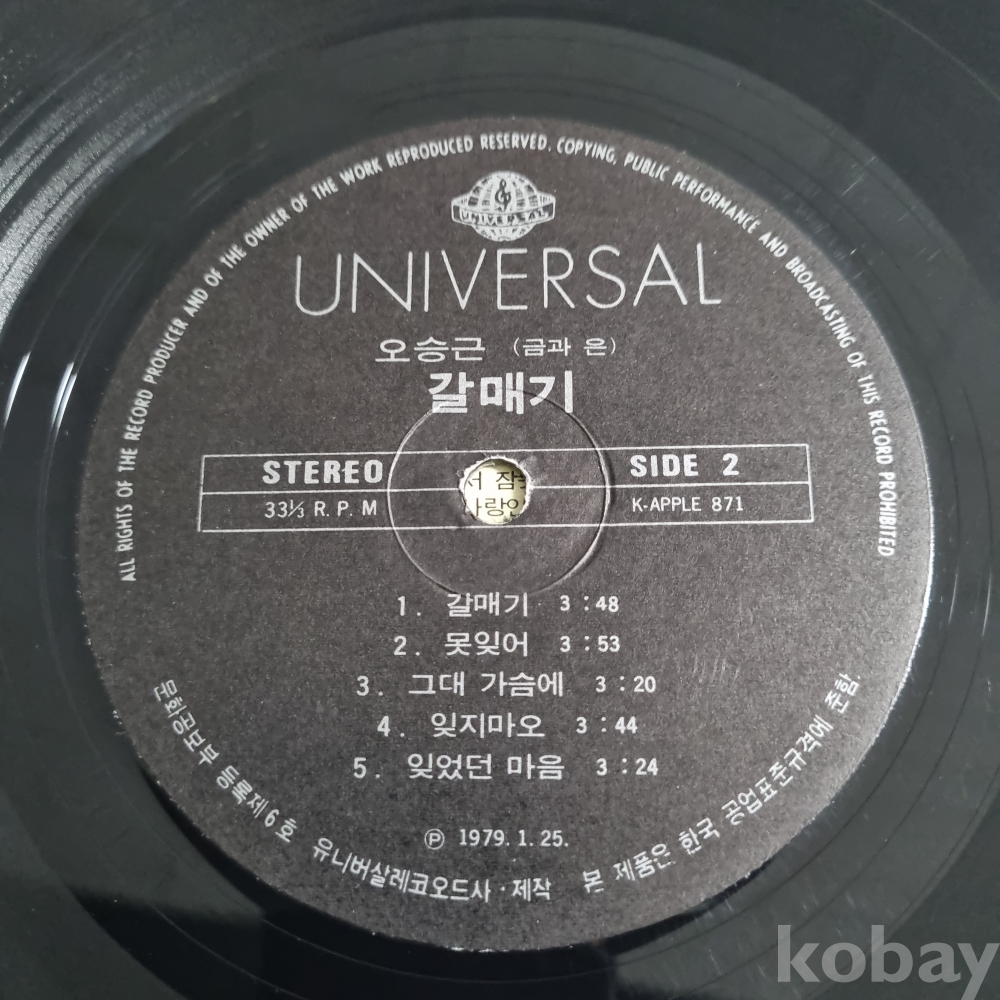 ALL RIGHTS OF THE RECORD PRODUCER AND OF THE OWNER OF THE WORK REPRODUCED RESERVED. COPYING, PUBLIC PERFORMANCE AND BROADCASTING OF THIS RECORD PROHIBITED
UNIVERSAL
UNIVERSAL
오승근 (금과 은)
갈매기
STEREO SIDE 2
33⅓ R.P.M K-APPLE 871
서 잠
사랑인
1. 갈매기 3:48
2. 못잊어 3:53
3. 그대 가슴에 3:20
4. 잊지마오 3:44
5. 잊었던 마음 3:24
Ⓟ 1979. 1. 25.
문화공보부 등록제6호 유니버살레코오드사·제작 본 제품은 한국 공업표준규격에 준함
kobay